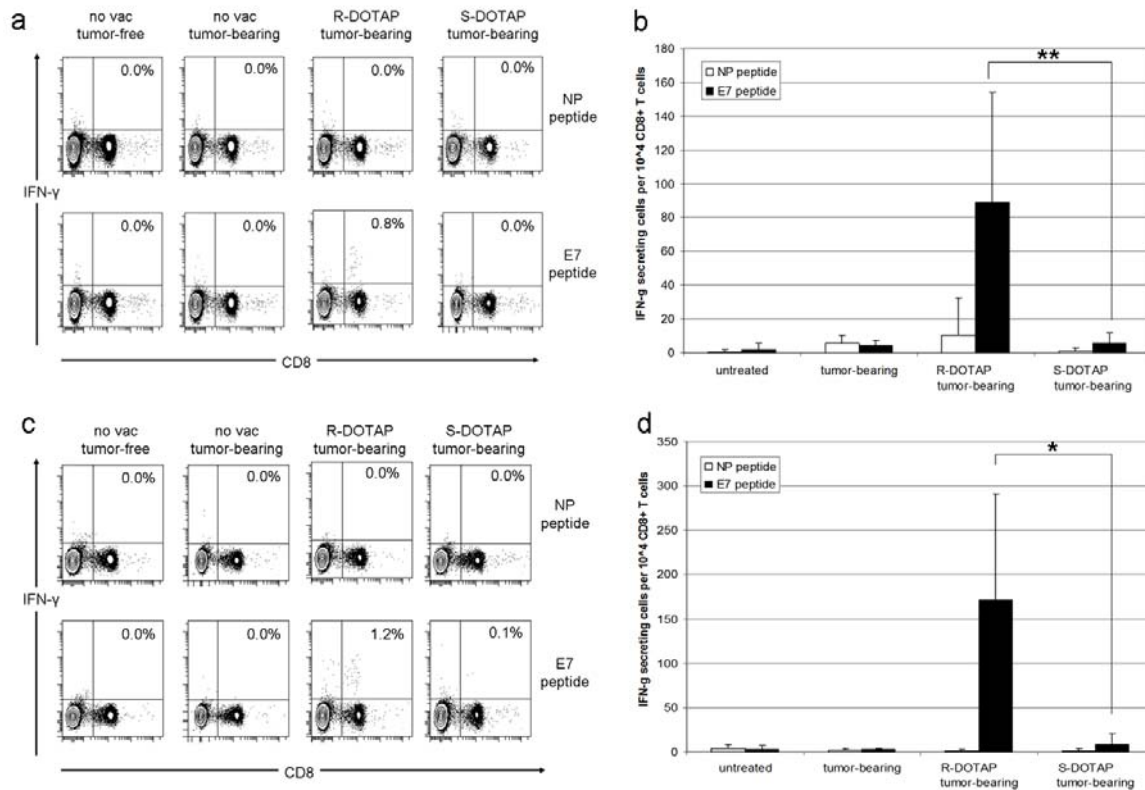 a
no vac
tumor-free
no vac
tumor-bearing
R-DOTAP
tumor-bearing
S-DOTAP
tumor-bearing
0.0%
0.0%
0.0%
0.0%
NP
peptide
IFN-γ
0.0%
0.0%
0.8%
0.0%
E7
peptide
CD8
b
180
160
140
120
100
80
60
40
20
0
IFN-g secreting cells per 10^4 CD8+ T cells
NP peptide
E7 peptide
**
untreated
tumor-bearing
R-DOTAP
tumor-bearing
S-DOTAP
tumor-bearing
c
no vac
tumor-free
no vac
tumor-bearing
R-DOTAP
tumor-bearing
S-DOTAP
tumor-bearing
0.0%
0.0%
0.0%
0.0%
NP
peptide
IFN-γ
0.0%
0.0%
1.2%
0.1%
E7
peptide
CD8
d
350
300
250
200
150
100
50
0
IFN-g secreting cells per 10^4 CD8+ T cells
NP peptide
E7 peptide
*
untreated
tumor-bearing
R-DOTAP
tumor-bearing
S-DOTAP
tumor-bearing